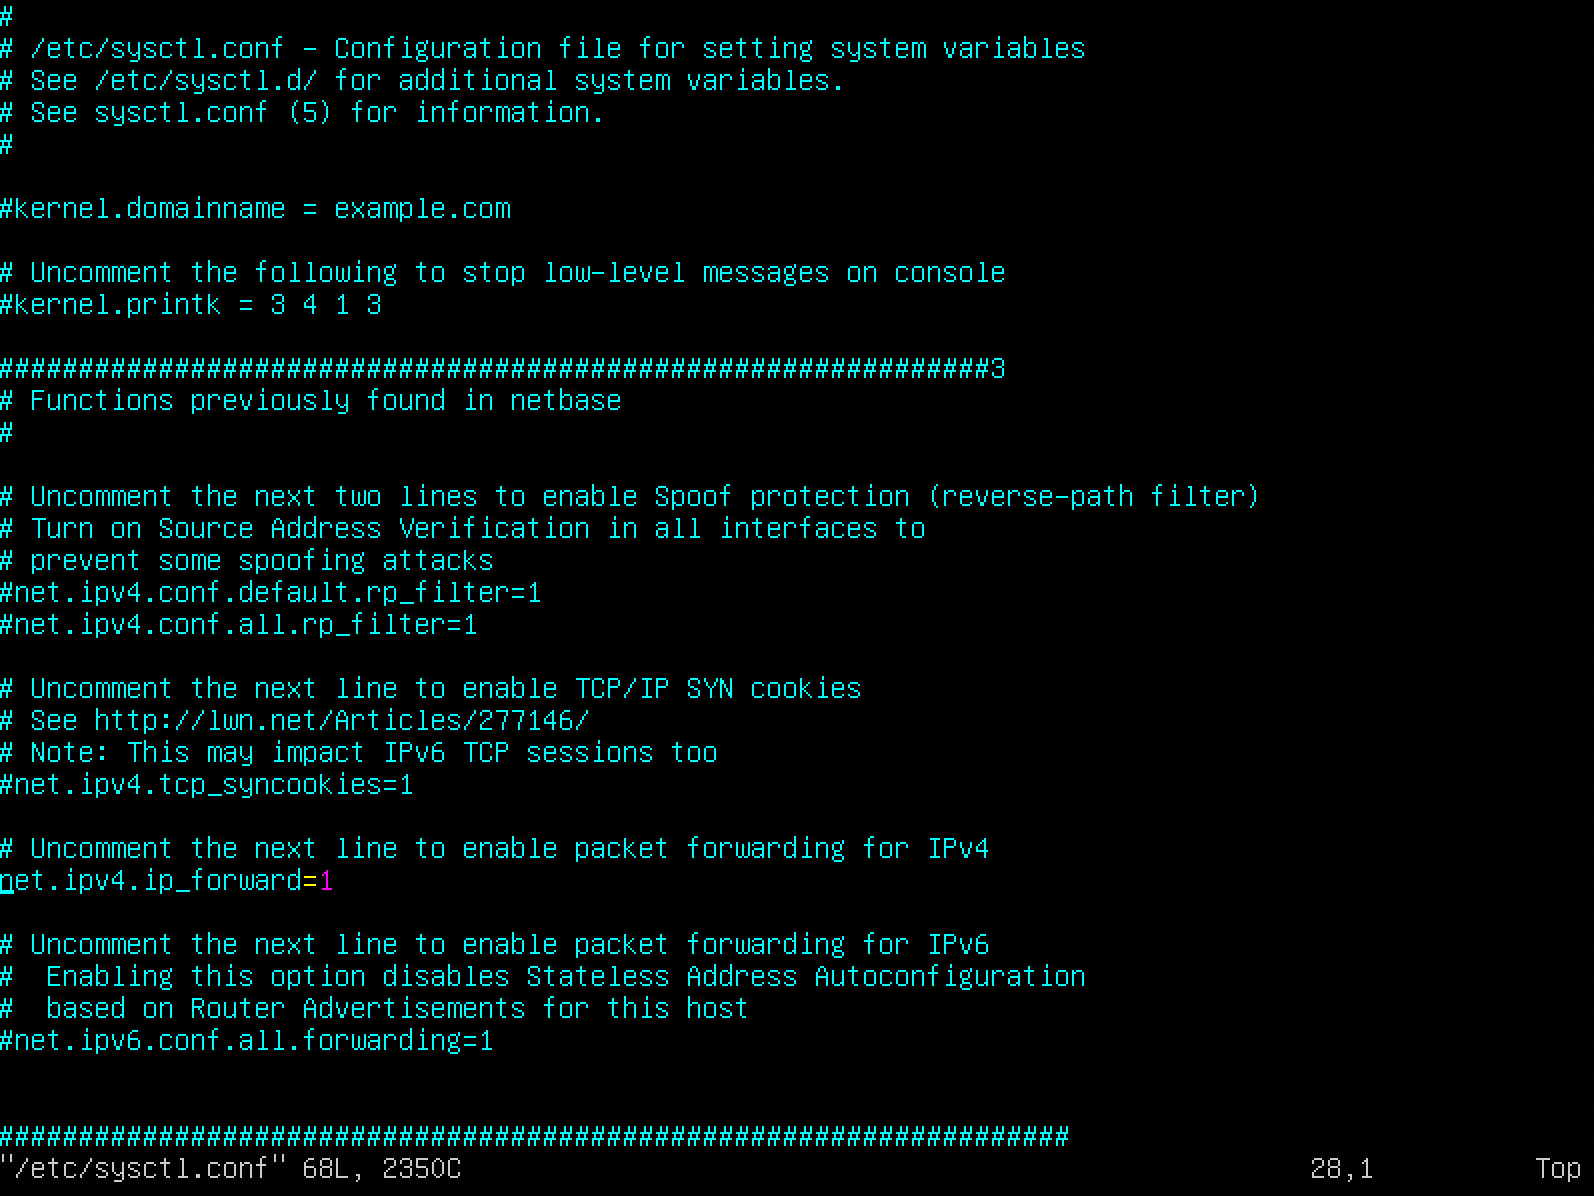 #
# /etc/sysctl.conf - Configuration file for setting system variables
# See /etc/sysctl.d/ for additional system variables.
# See sysctl.conf (5) for information.
#
#kernel.domainname = example.com
# Uncomment the following to stop low-level messages on console
#kernel.printk = 3 4 1 3
##############################################################3
# Functions previously found in netbase
#
# Uncomment the next two lines to enable Spoof protection (reverse-path filter)
# Turn on Source Address Verification in all interfaces to
# prevent some spoofing attacks
#net.ipv4.conf.default.rp_filter=1
#net.ipv4.conf.all.rp_filter=1
# Uncomment the next line to enable TCP/IP SYN cookies
# See http://lwn.net/Articles/277146/
# Note: This may impact IPv6 TCP sessions too
#net.ipv4.tcp_syncookies=1
# Uncomment the next line to enable packet forwarding for IPv4
net.ipv4.ip_forward=1
# Uncomment the next line to enable packet forwarding for IPv6
#  Enabling this option disables Stateless Address Autoconfiguration
#  based on Router Advertisements for this host
#net.ipv6.conf.all.forwarding=1
###################################################################
"/etc/sysctl.conf" 68L, 2350C 28,1 Top